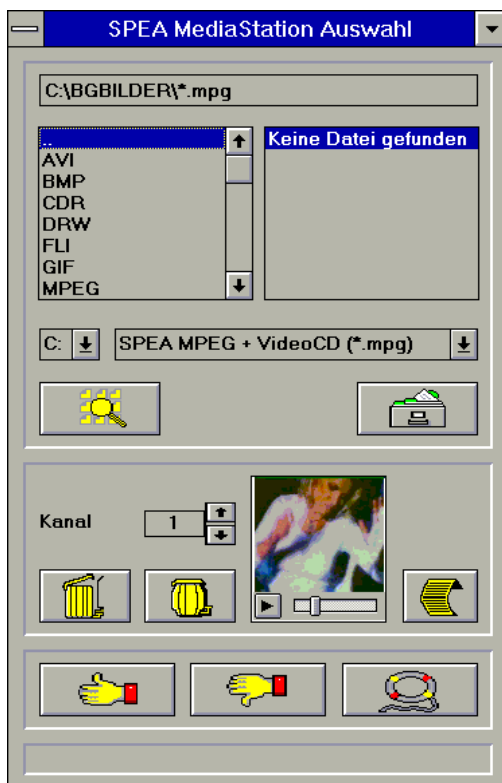 SPEA MediaStation Auswahl
C:\BGBILDER\*.mpg
..
AVI
BMP
CDR
DRW
FLI
GIF
MPEG
Keine Datei gefunden
C:
SPEA MPEG + VideoCD (*.mpg)
Kanal
1